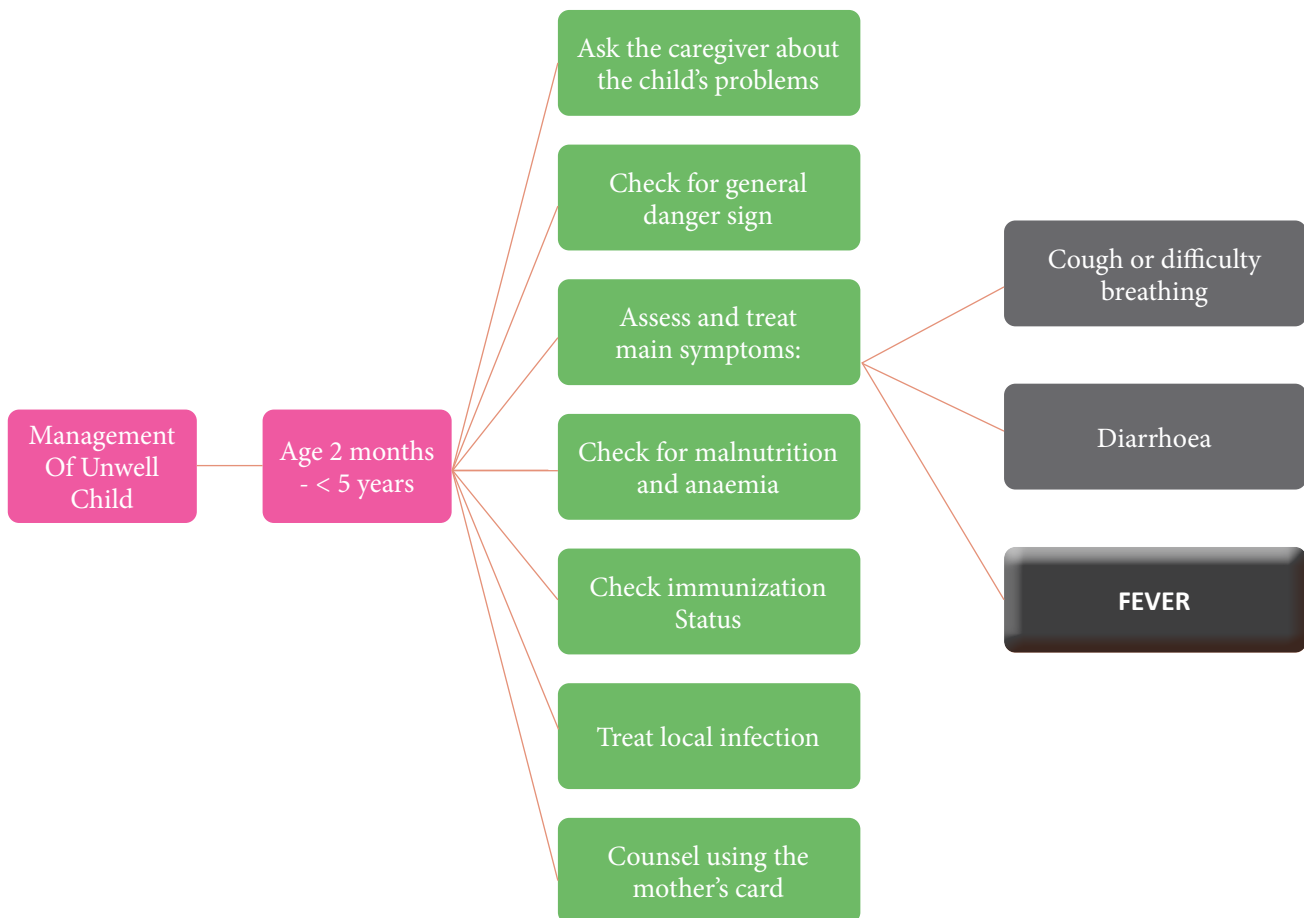 Management
Of Unwell
Child
Age 2 months
- < 5 years
Ask the caregiver about
the child’s problems
Check for general
danger sign
Assess and treat
main symptoms:
Check for malnutrition
and anaemia
Check immunization
Status
Treat local infection
Counsel using the
mother’s card
Cough or difficulty
breathing
Diarrhoea
FEVER